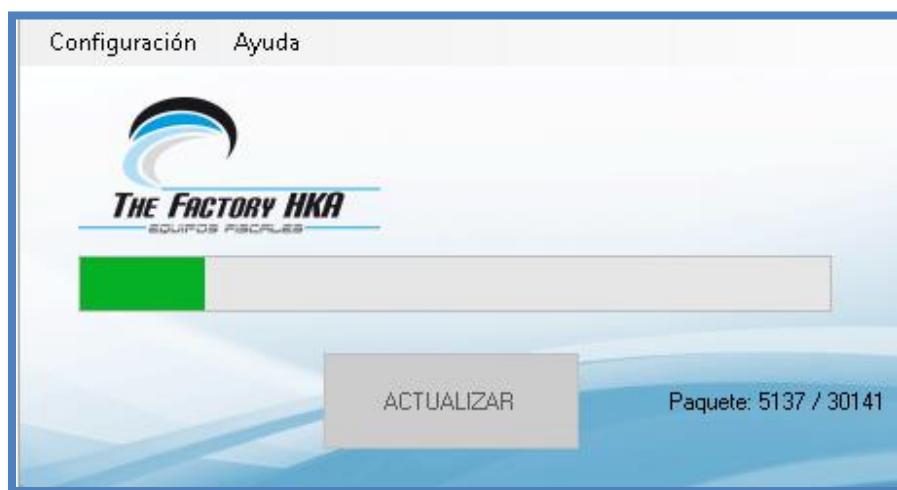 Configuración Ayuda
THE FACTORY HKA
EQUIPOS FISCALES
ACTUALIZAR
Paquete: 5137 / 30141